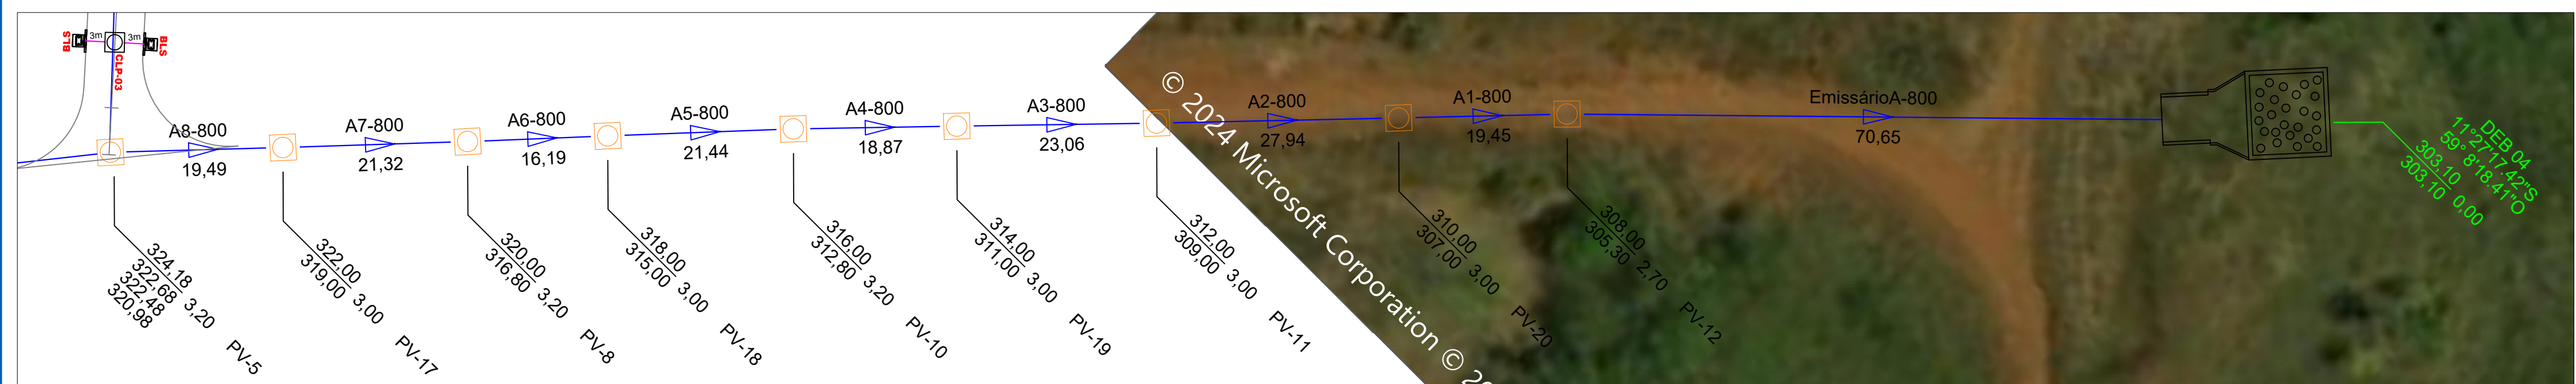 BLS
3m
3m
BLS
CLP-03
A8-800
19,49
A7-800
21,32
A6-800
16,19
A5-800
21,44
A4-800
18,87
A3-800
23,06
A2-800
27,94
A1-800
19,45
EmissárioA-800
70,65
324,18
322,68
322,48
320,98
3,20
PV-5
322,00
319,00 3,00
PV-17
320,00
316,80 3,20
PV-8
318,00
315,00 3,00
PV-18
316,00
312,80 3,20
PV-10
314,00
311,00 3,00
PV-19
312,00
309,00 3,00
PV-11
310,00
307,00 3,00
PV-20
308,00
305,30 2,70
PV-12
DEB 04
11°27'17.42"S
59° 8'18.41"O
303,10
303,10 0,00
© 2024 Microsoft Corporation © 20